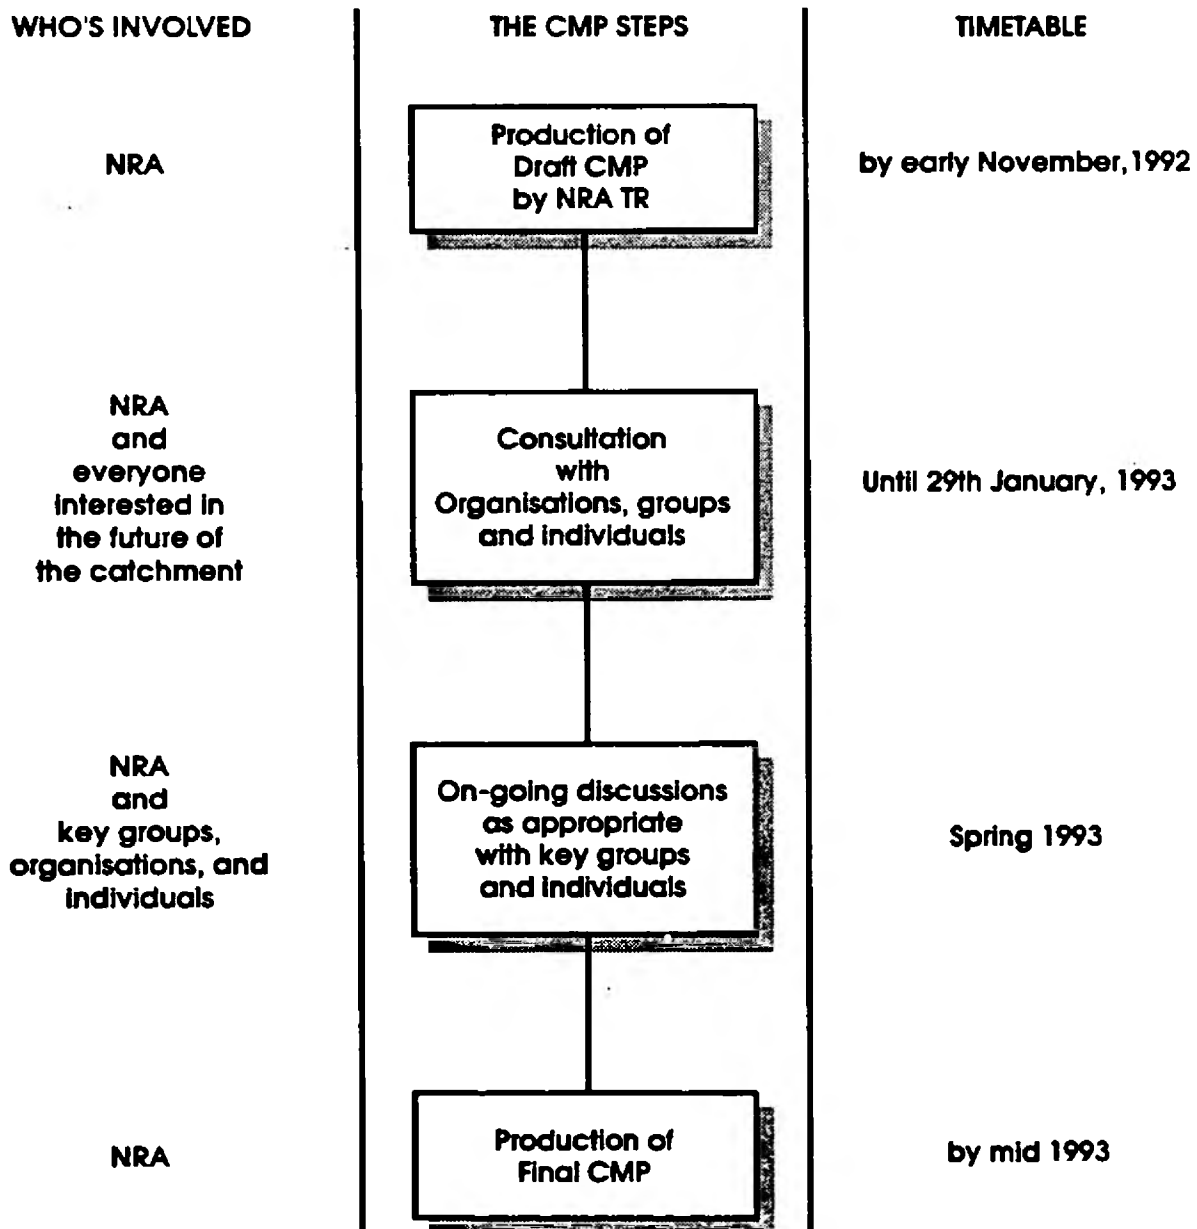 WHO'S INVOLVED
THE CMP STEPS
TIMETABLE
NRA
Production of
Draft CMP
by NRA TR
by early November, 1992
NRA
and
everyone
interested in
the future of
the catchment
Consultation
with
Organisations, groups
and individuals
Until 29th January, 1993
NRA
and
key groups,
organisations, and
individuals
On-going discussions
as appropriate
with key groups
and individuals
Spring 1993
NRA
Production of
Final CMP
by mid 1993